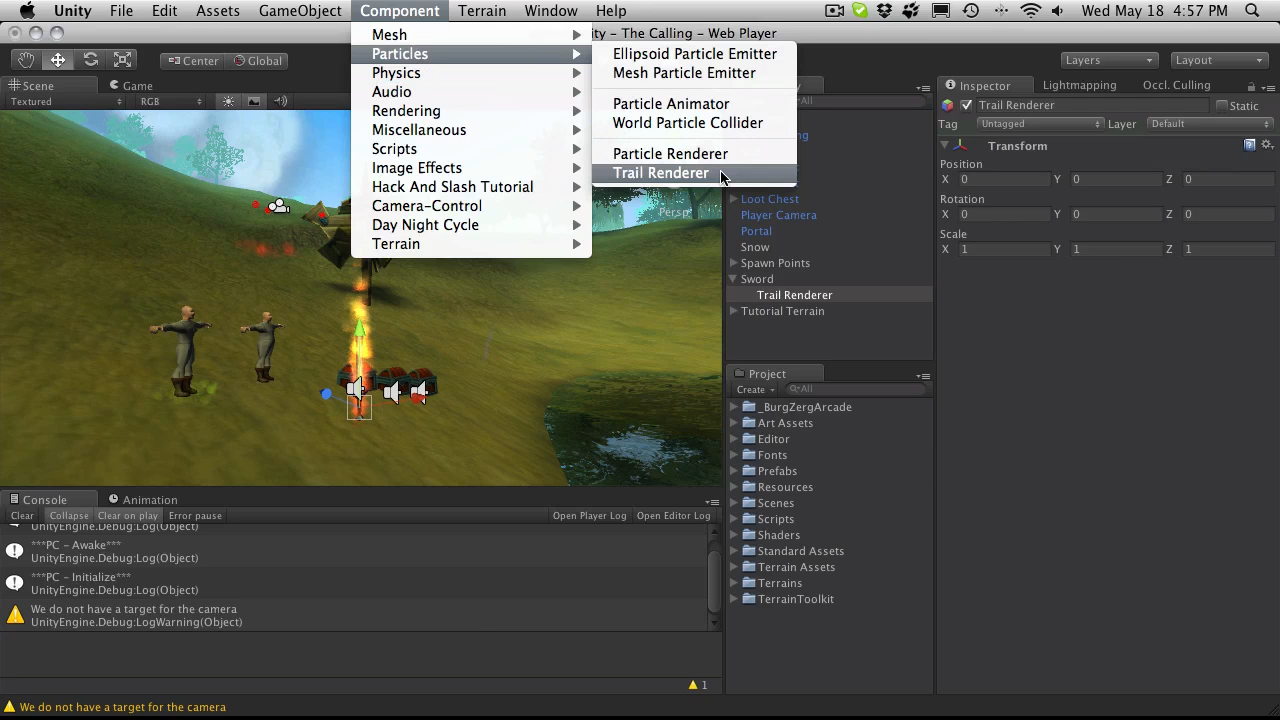 Unity File Edit Assets GameObject Component Terrain Window Help Wed May 18 4:57 PM
ity - The Calling - Web Player
Center Global Layers Layout
Scene Game
Textured RGB
Mesh
Particles
Physics
Audio
Rendering
Miscellaneous
Scripts
Image Effects
Hack And Slash Tutorial
Camera-Control
Day Night Cycle
Terrain
Ellipsoid Particle Emitter
Mesh Particle Emitter
Particle Animator
World Particle Collider
Particle Renderer
Trail Renderer
Persp
All
Loot Chest
Player Camera
Portal
Snow
Spawn Points
Sword
Trail Renderer
Tutorial Terrain
Project
Create All
_BurgZergArcade
Art Assets
Editor
Fonts
Prefabs
Resources
Scenes
Scripts
Shaders
Standard Assets
Terrain Assets
Terrains
TerrainToolkit
Inspector Lightmapping Occl. Culling
Trail Renderer Static
Tag Untagged Layer Default
Transform
Position
X 0 Y 0 Z 0
Rotation
X 0 Y 0 Z 0
Scale
X 1 Y 1 Z 1
Console Animation
Clear Collapse Clear on play Error pause Open Player Log Open Editor Log
UnityEngine.Debug:Log(Object)
***PC - Awake***
UnityEngine.Debug:Log(Object)
***PC - Initialize***
UnityEngine.Debug:Log(Object)
We do not have a target for the camera
UnityEngine.Debug:LogWarning(Object)
1
We do not have a target for the camera